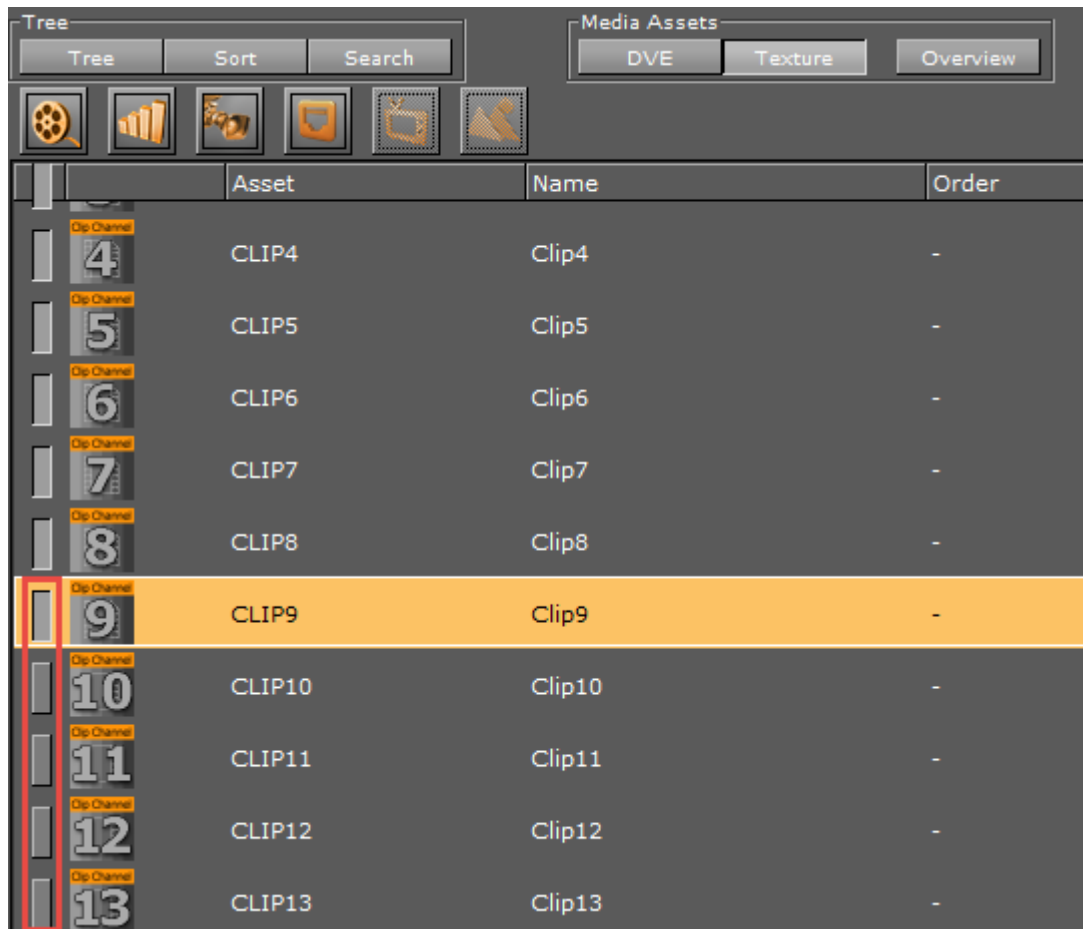 Tree Media Assets
Tree Sort Search DVE Texture Overview
Asset Name Order
Clip Channel
4 CLIP4 Clip4 -
Clip Channel
5 CLIP5 Clip5 -
Clip Channel
6 CLIP6 Clip6 -
Clip Channel
7 CLIP7 Clip7 -
Clip Channel
8 CLIP8 Clip8 -
Clip Channel
9 CLIP9 Clip9 -
Clip Channel
10 CLIP10 Clip10 -
Clip Channel
11 CLIP11 Clip11 -
Clip Channel
12 CLIP12 Clip12 -
Clip Channel
13 CLIP13 Clip13 -